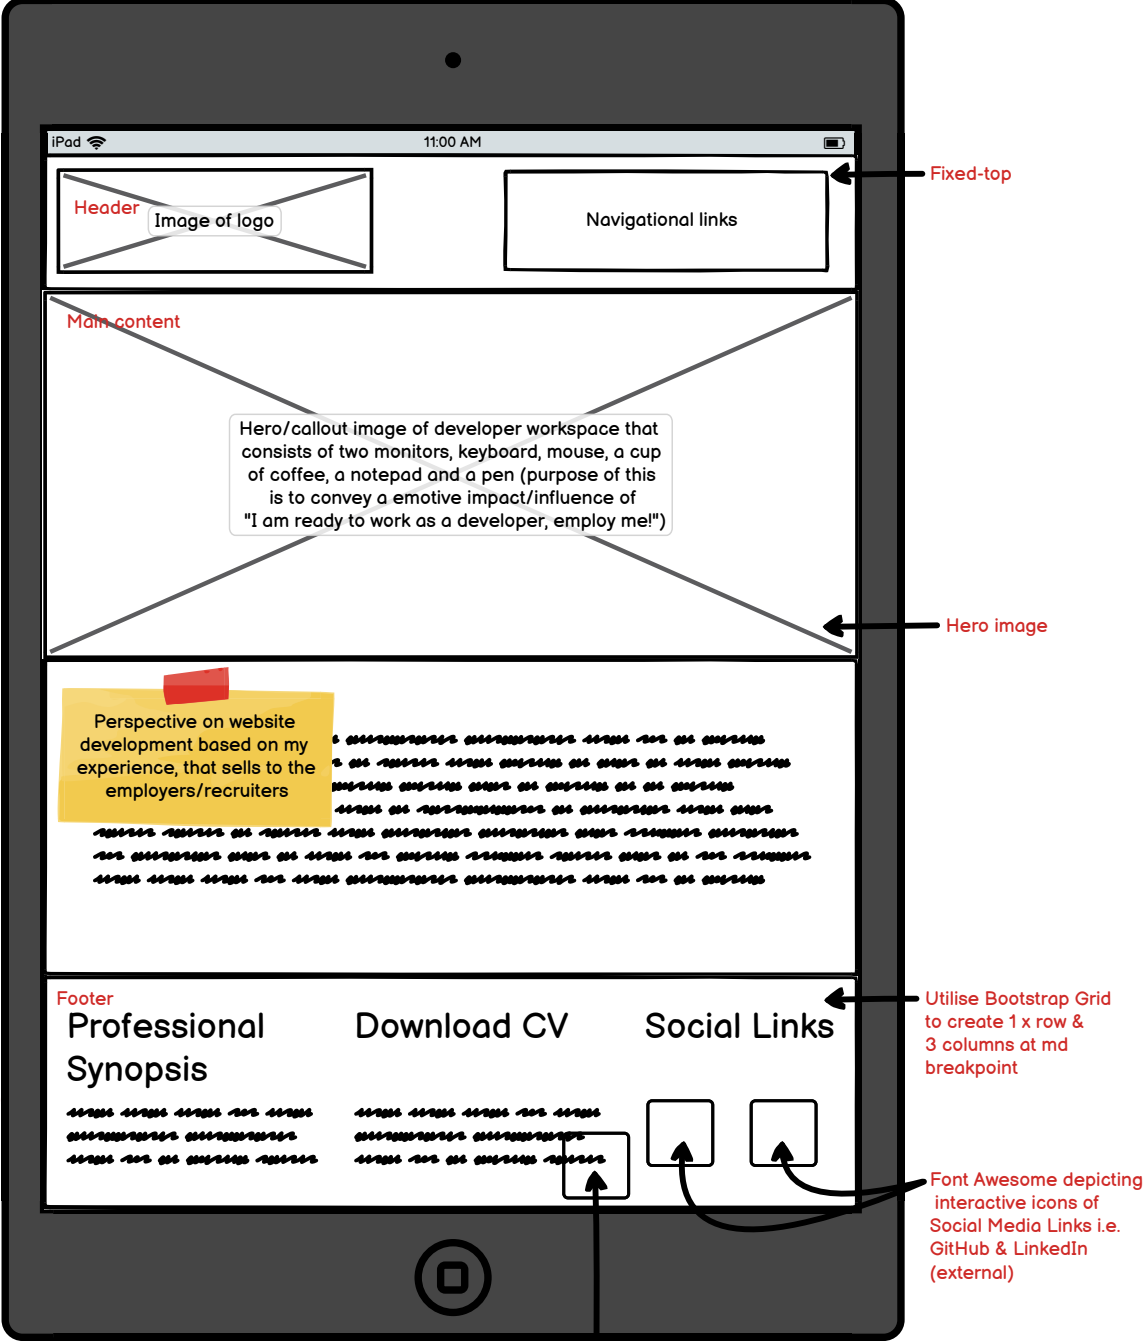 iPad
11:00 AM
Fixed-top
Header
Image of logo
Navigational links
Main content
Hero/callout image of developer workspace that
consists of two monitors, keyboard, mouse, a cup
of coffee, a notepad and a pen (purpose of this
is to convey a emotive impact/influence of
"I am ready to work as a developer, employ me!")
Hero image
Perspective on website
development based on my
experience, that sells to the
employers/recruiters
Footer
Professional
Synopsis
Download CV
Social Links
Utilise Bootstrap Grid
to create 1 x row &
3 columns at md
breakpoint
Font Awesome depicting
interactive icons of
Social Media Links i.e.
GitHub & LinkedIn
(external)